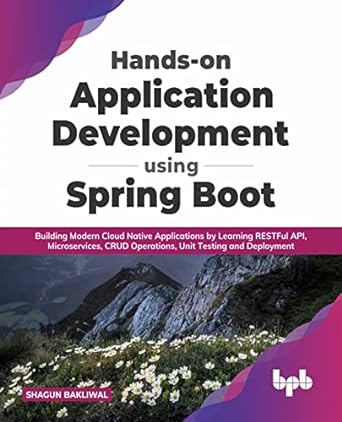 Hands-on
Application
Development
using
Spring Boot
Building Modern Cloud Native Applications by Learning RESTFul API,
Microservices, CRUD Operations, Unit Testing and Deployment
SHAGUN BAKLIWAL
bpb